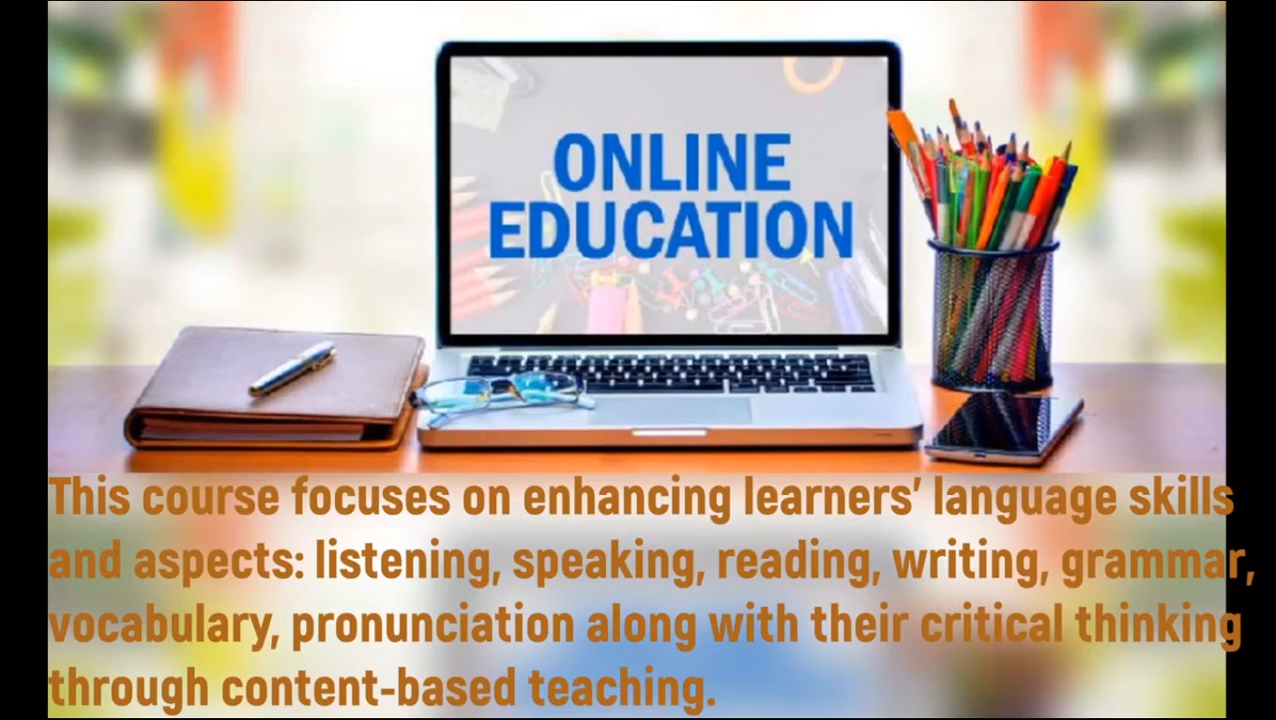 ONLINE
EDUCATION
This course focuses on enhancing learners’ language skills
and aspects: listening, speaking, reading, writing, grammar,
vocabulary, pronunciation along with their critical thinking
through content-based teaching.